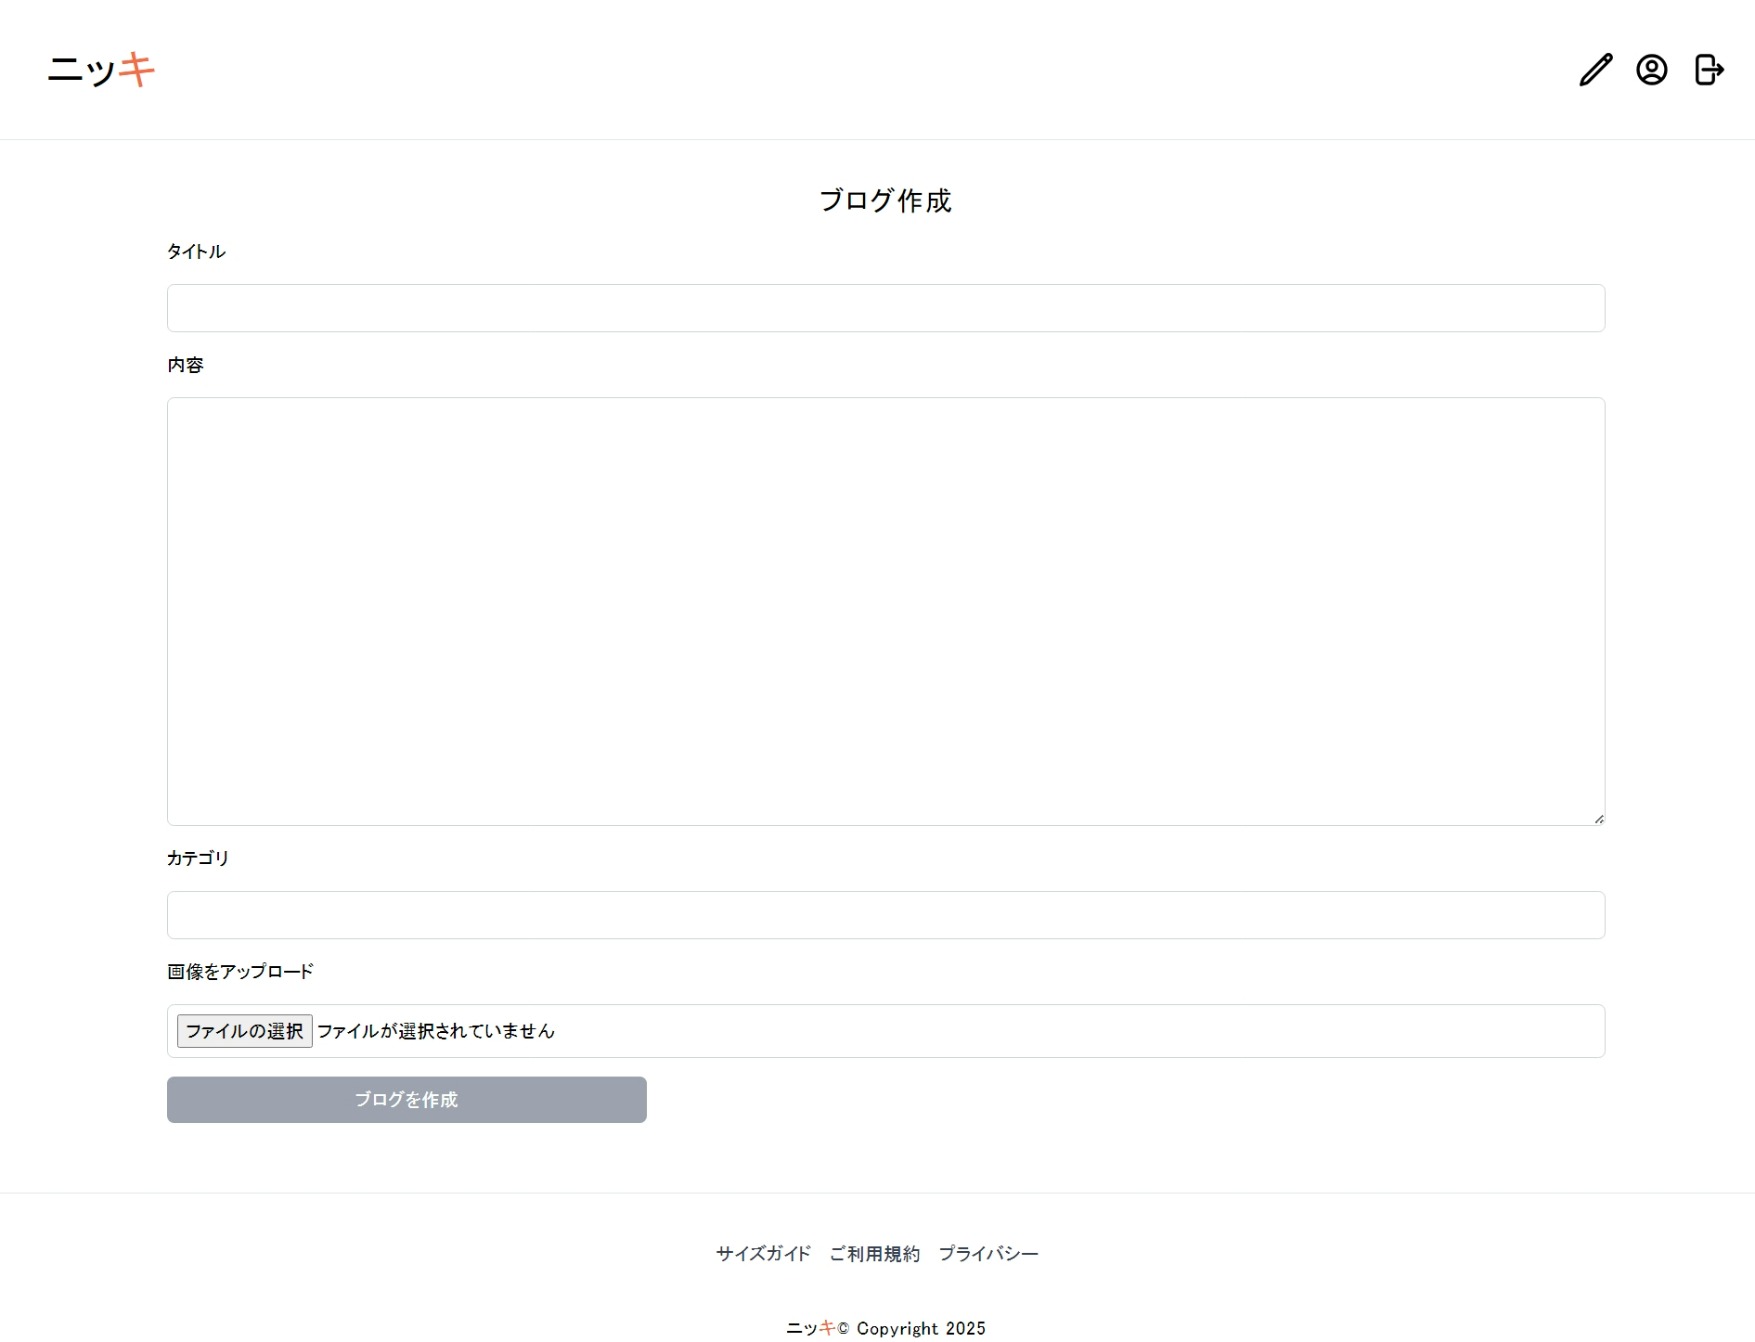 ニッキ
ブログ作成
タイトル
内容
カテゴリ
画像をアップロード
ファイルの選択 ファイルが選択されていません
ブログを作成
サイズガイド ご利用規約 プライバシー
ニッキ© Copyright 2025